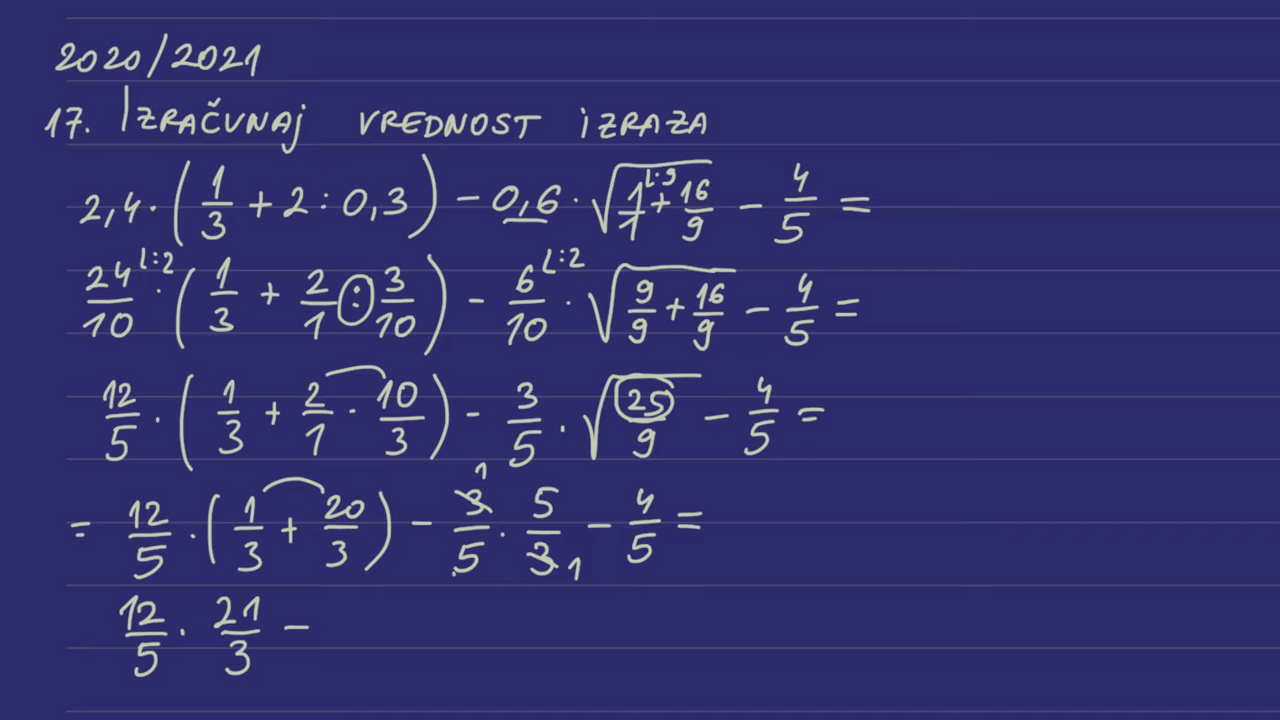 2020/2021
17. IZRAČUNAJ VREDNOST IZRAZA
2,4 · (1/3 + 2 : 0,3) - 0,6 · √(1/1 + 16/9) - 4/5 =
24/10 · (1/3 + 2/1 : 3/10) - 6/10 · √(9/9 + 16/9) - 4/5 =
12/5 · (1/3 + 2/1 · 10/3) - 3/5 · √(25/9) - 4/5 =
= 12/5 · (1/3 + 20/3) - 3/5 · 5/3 - 4/5 =
12/5 · 21/3 -